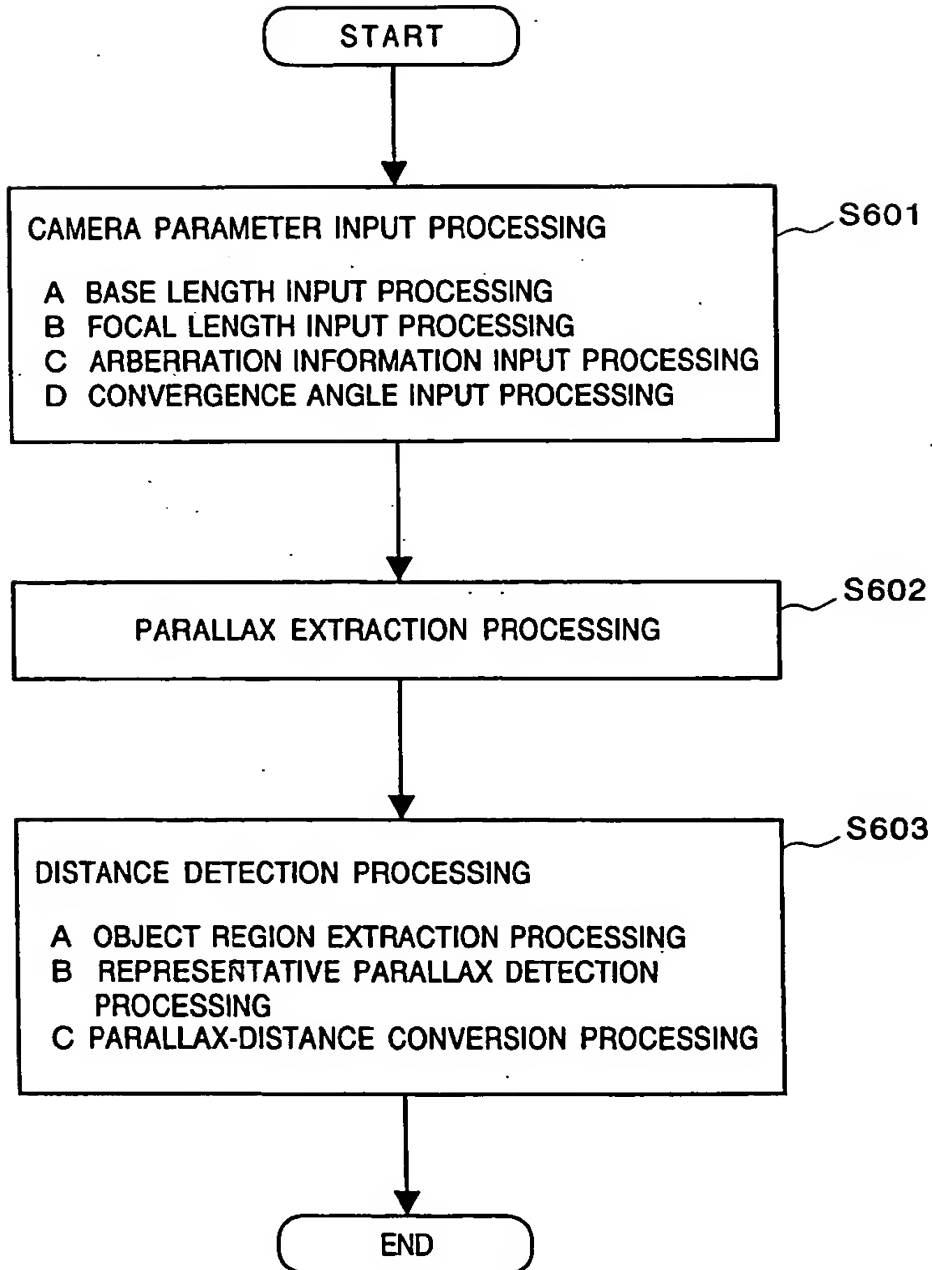 START
CAMERA PARAMETER INPUT PROCESSING
S601
A BASE LENGTH INPUT PROCESSING
B FOCAL LENGTH INPUT PROCESSING
C ARBERRATION INFORMATION INPUT PROCESSING
D CONVERGENCE ANGLE INPUT PROCESSING
PARALLAX EXTRACTION PROCESSING
S602
DISTANCE DETECTION PROCESSING
S603
A OBJECT REGION EXTRACTION PROCESSING
B REPRESENTATIVE PARALLAX DETECTION
PROCESSING
C PARALLAX-DISTANCE CONVERSION PROCESSING
END